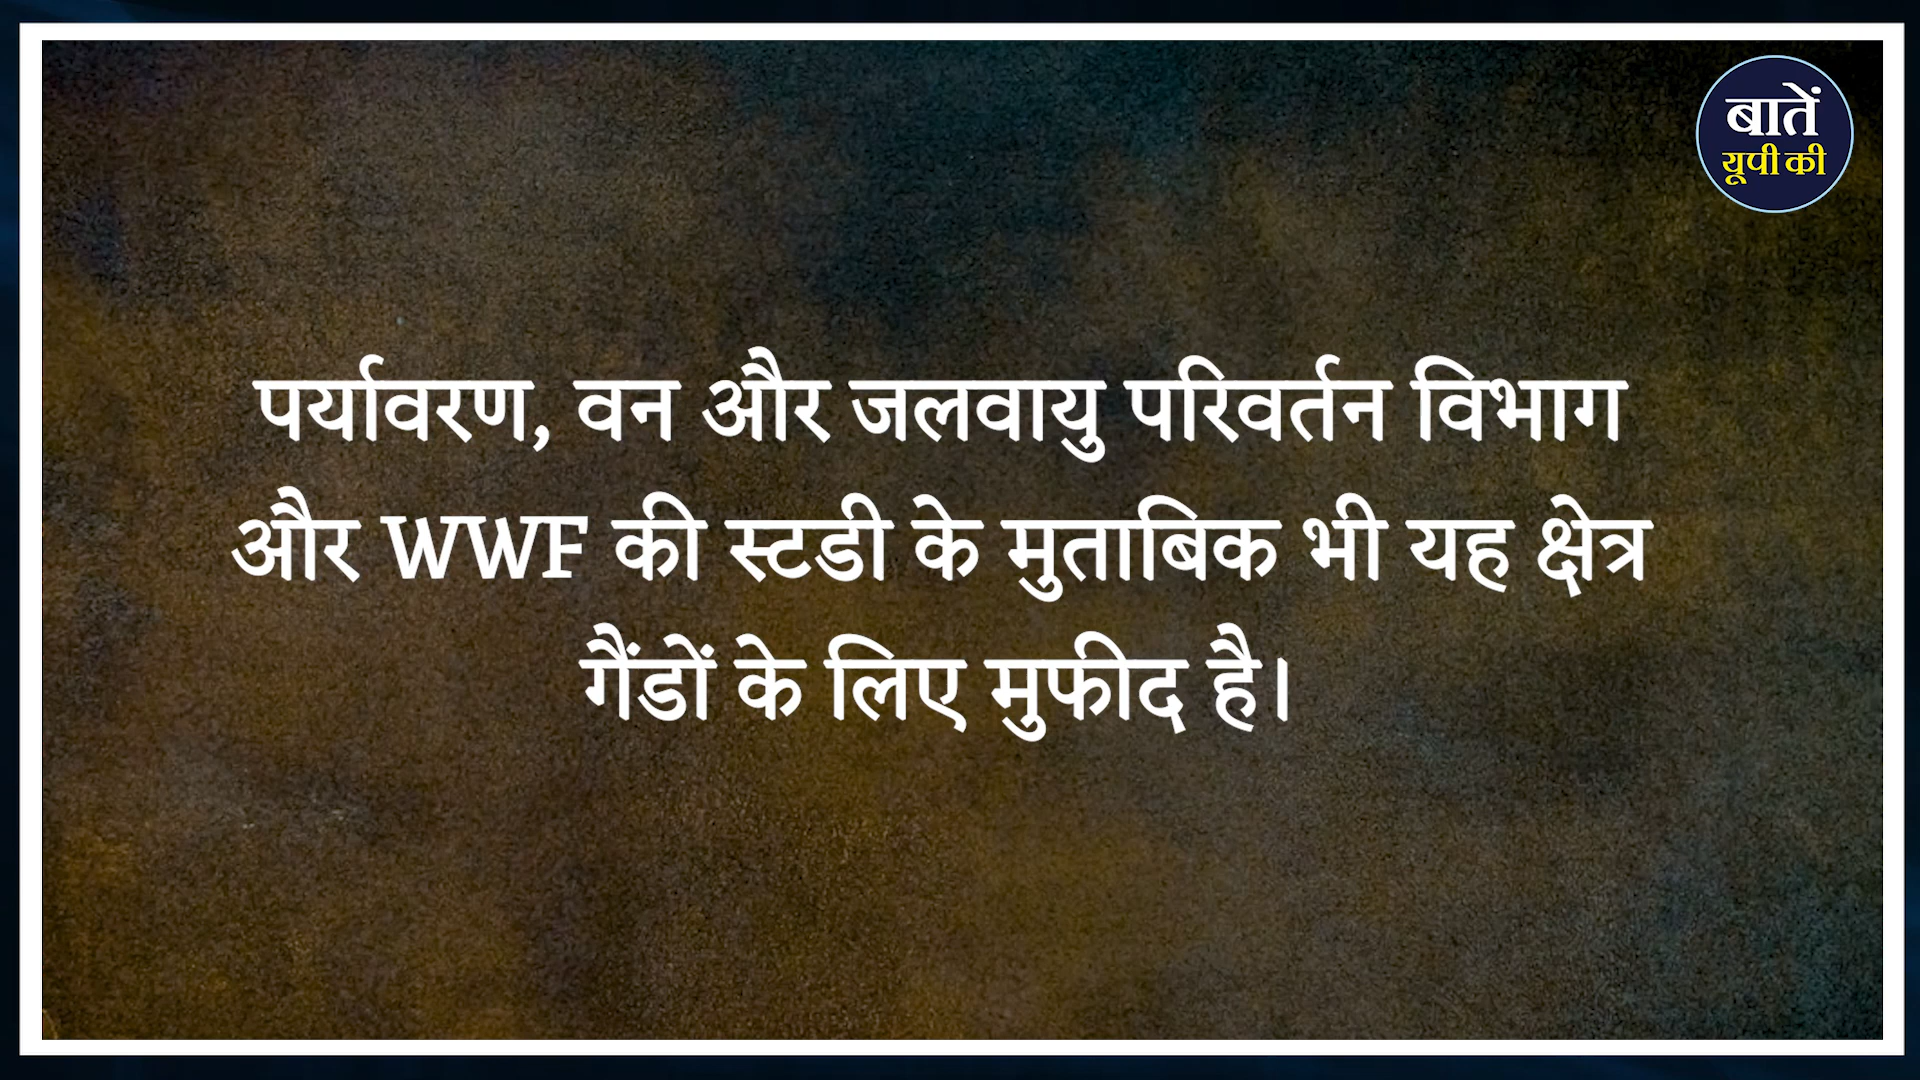 बातें
यूपी की
पर्यावरण, वन और जलवायु परिवर्तन विभाग
और WWF की स्टडी के मुताबिक भी यह क्षेत्र
गैंडों के लिए मुफीद है।